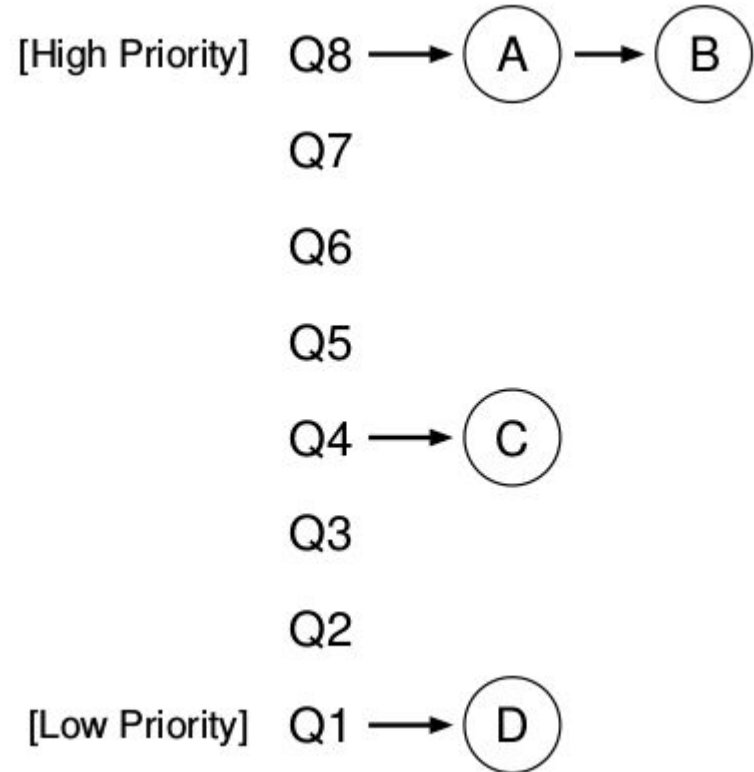 [High Priority] Q8 A B
Q7
Q6
Q5
Q4 C
Q3
Q2
[Low Priority] Q1 D